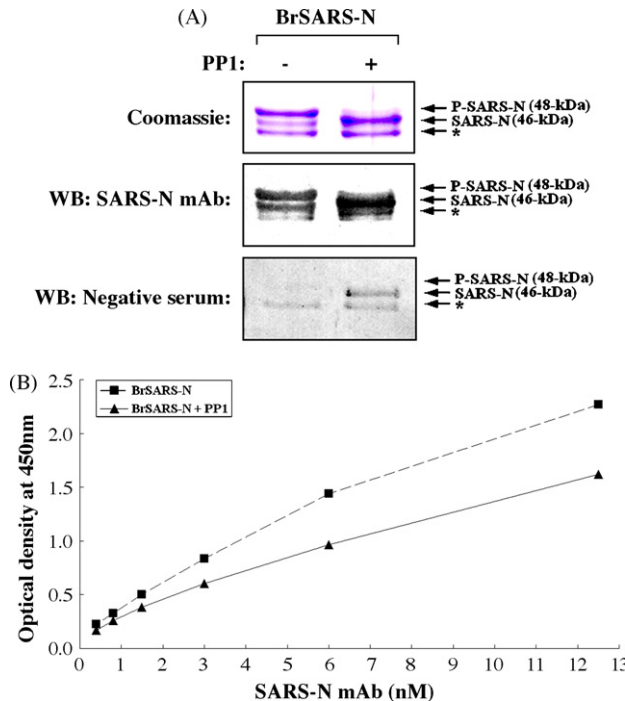 (A)
BrSARS-N
PP1: - +
Coomassie:
P-SARS-N (48-kDa)
SARS-N (46-kDa)
*
WB: SARS-N mAb:
P-SARS-N (48-kDa)
SARS-N (46-kDa)
*
WB: Negative serum:
P-SARS-N (48-kDa)
SARS-N (46-kDa)
*
(B)
2.5
BrSARS-N
BrSARS-N + PP1
2.0
1.5
1.0
0.5
0.0
Optical density at 450nm
0 1 2 3 4 5 6 7 8 9 10 11 12 13
SARS-N mAb (nM)